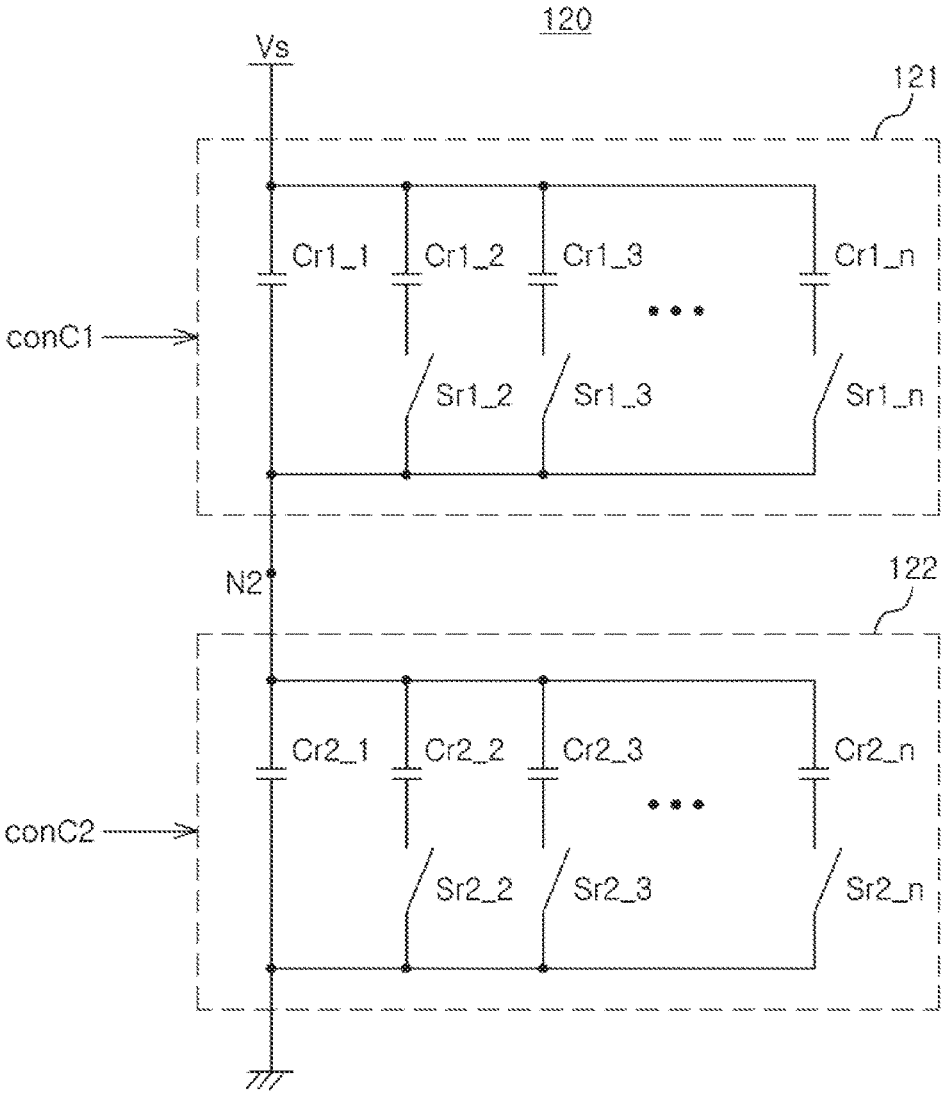 120
Vs
121
Cr1_1 Cr1_2 Cr1_3 Cr1_n
conC1
Sr1_2 Sr1_3 Sr1_n
N2
122
Cr2_1 Cr2_2 Cr2_3 Cr2_n
conC2
Sr2_2 Sr2_3 Sr2_n